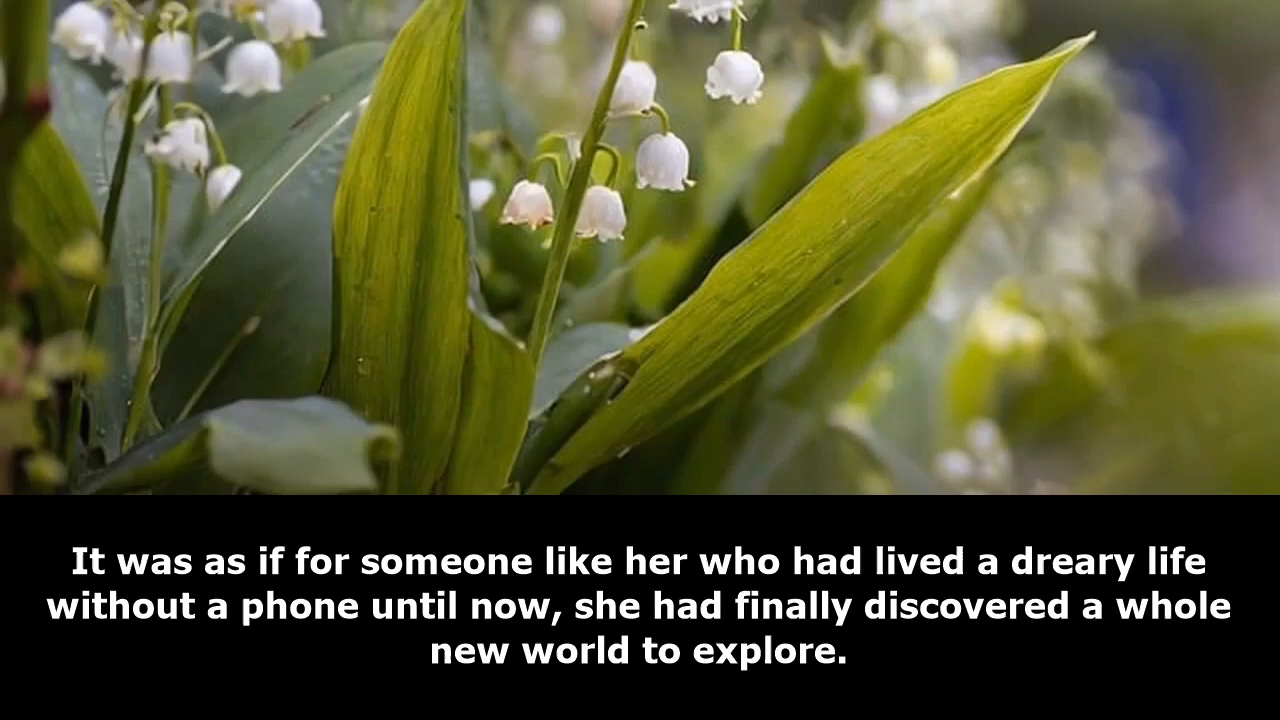 It was as if for someone like her who had lived a dreary life
without a phone until now, she had finally discovered a whole
new world to explore.